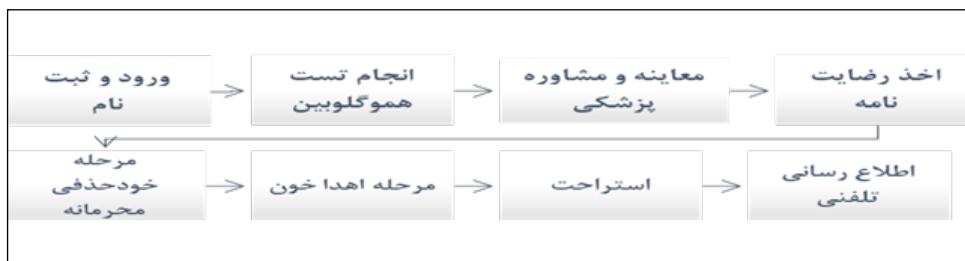 ورود و ثبت
نام
انجام تست
هموگلوبین
معاینه و مشاوره
پزشکی
اخذ رضایت
نامه
مرحله
خودحذفی
محرمانه
مرحله اهدا خون
استراحت
اطلاع رسانی
تلفنی